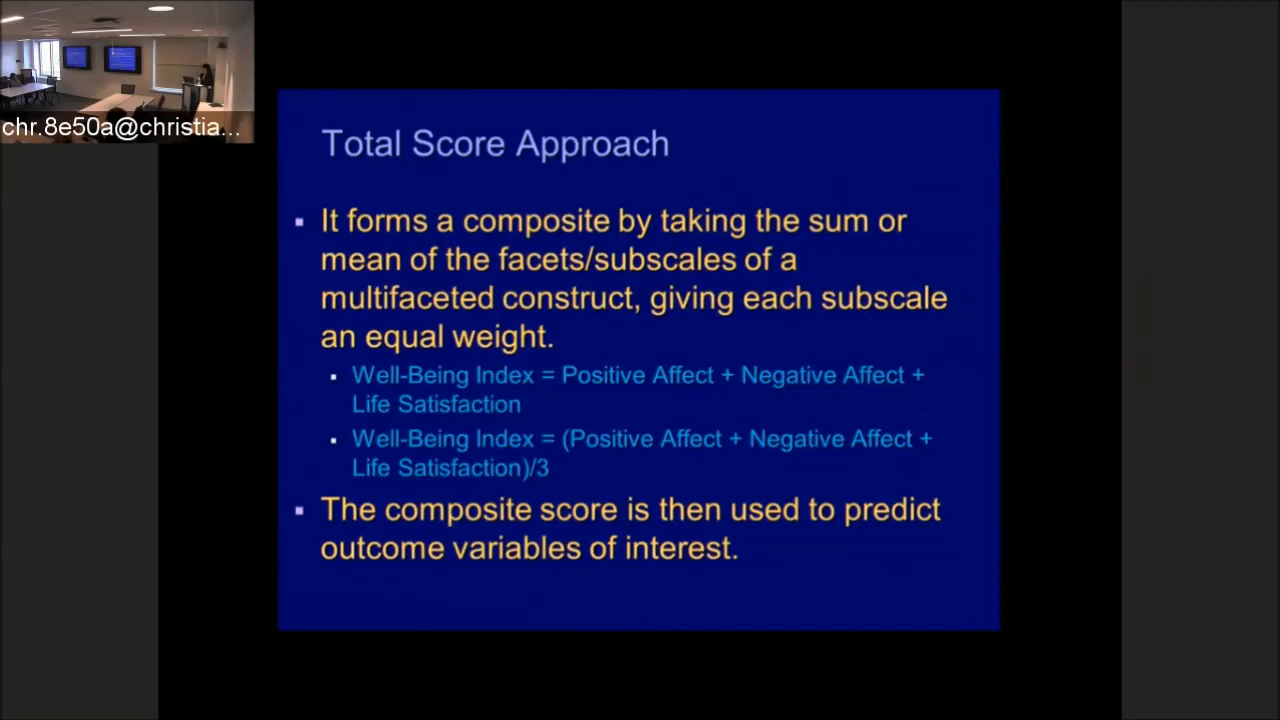 chr.8e50a@christia...
Total Score Approach
▪ It forms a composite by taking the sum or
mean of the facets/subscales of a
multifaceted construct, giving each subscale
an equal weight.
▪ Well-Being Index = Positive Affect + Negative Affect +
Life Satisfaction
▪ Well-Being Index = (Positive Affect + Negative Affect +
Life Satisfaction)/3
▪ The composite score is then used to predict
outcome variables of interest.